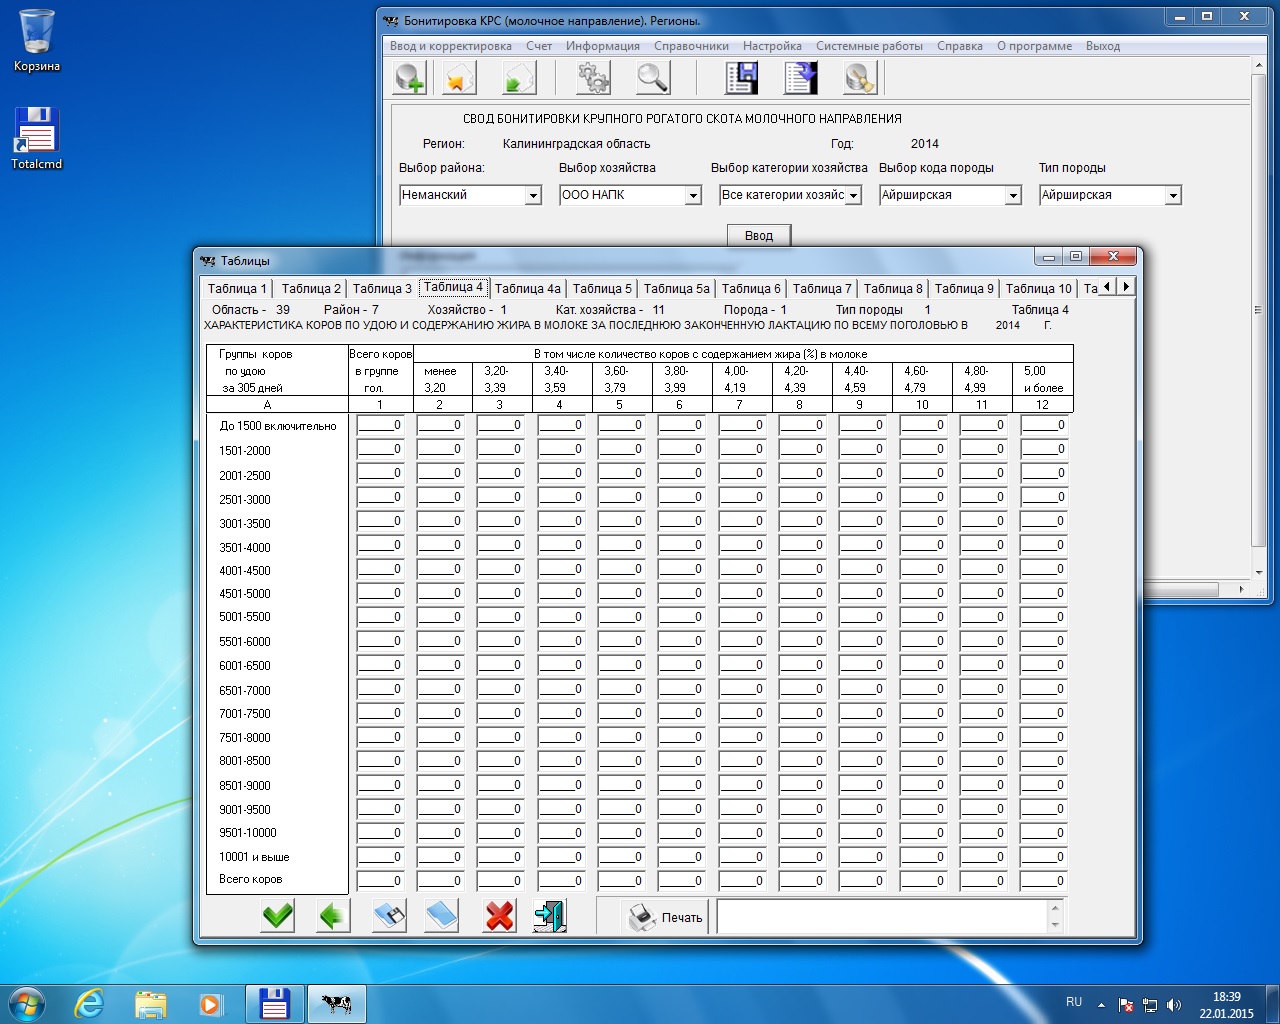 Корзина
Totalcmd
Бонитировка КРС (молочное направление). Регионы.
Ввод и корректировка Счет Информация Справочники Настройка Системные работы Справка О программе Выход
СВОД БОНИТИРОВКИ КРУПНОГО РОГАТОГО СКОТА МОЛОЧНОГО НАПРАВЛЕНИЯ
Регион: Калининградская область Год: 2014
Выбор района: Выбор хозяйства Выбор категории хозяйства Выбор кода породы Тип породы
Неманский ООО НАПК Все категории хозяйс Айрширская Айрширская
Ввод
Таблицы
Таблица 1 Таблица 2 Таблица 3 Таблица 4 Таблица 4а Таблица 5 Таблица 5а Таблица 6 Таблица 7 Таблица 8 Таблица 9 Таблица 10 Та
Область - 39 Район - 7 Хозяйство - 1 Кат. хозяйства - 11 Порода - 1 Тип породы 1 Таблица 4
ХАРАКТЕРИСТИКА КОРОВ ПО УДОЮ И СОДЕРЖАНИЮ ЖИРА В МОЛОКЕ ЗА ПОСЛЕДНЮЮ ЗАКОНЧЕННУЮ ЛАКТАЦИЮ ПО ВСЕМУ ПОГОЛОВЬЮ В 2014 Г.
Группы коров Всего коров В том числе количество коров с содержанием жира (%) в молоке
по удою в группе менее 3,20- 3,40- 3,60- 3,80- 4,00- 4,20- 4,40- 4,60- 4,80- 5,00
за 305 дней гол. 3,20 3,39 3,59 3,79 3,99 4,19 4,39 4,59 4,79 4,99 и более
А 1 2 3 4 5 6 7 8 9 10 11 12
До 1500 включительно 0 0 0 0 0 0 0 0 0 0 0 0
1501-2000 0 0 0 0 0 0 0 0 0 0 0 0
2001-2500 0 0 0 0 0 0 0 0 0 0 0 0
2501-3000 0 0 0 0 0 0 0 0 0 0 0 0
3001-3500 0 0 0 0 0 0 0 0 0 0 0 0
3501-4000 0 0 0 0 0 0 0 0 0 0 0 0
4001-4500 0 0 0 0 0 0 0 0 0 0 0 0
4501-5000 0 0 0 0 0 0 0 0 0 0 0 0
5001-5500 0 0 0 0 0 0 0 0 0 0 0 0
5501-6000 0 0 0 0 0 0 0 0 0 0 0 0
6001-6500 0 0 0 0 0 0 0 0 0 0 0 0
6501-7000 0 0 0 0 0 0 0 0 0 0 0 0
7001-7500 0 0 0 0 0 0 0 0 0 0 0 0
7501-8000 0 0 0 0 0 0 0 0 0 0 0 0
8001-8500 0 0 0 0 0 0 0 0 0 0 0 0
8501-9000 0 0 0 0 0 0 0 0 0 0 0 0
9001-9500 0 0 0 0 0 0 0 0 0 0 0 0
9501-10000 0 0 0 0 0 0 0 0 0 0 0 0
10001 и выше 0 0 0 0 0 0 0 0 0 0 0 0
Всего коров 0 0 0 0 0 0 0 0 0 0 0 0
Печать
RU 18:39
22.01.2015